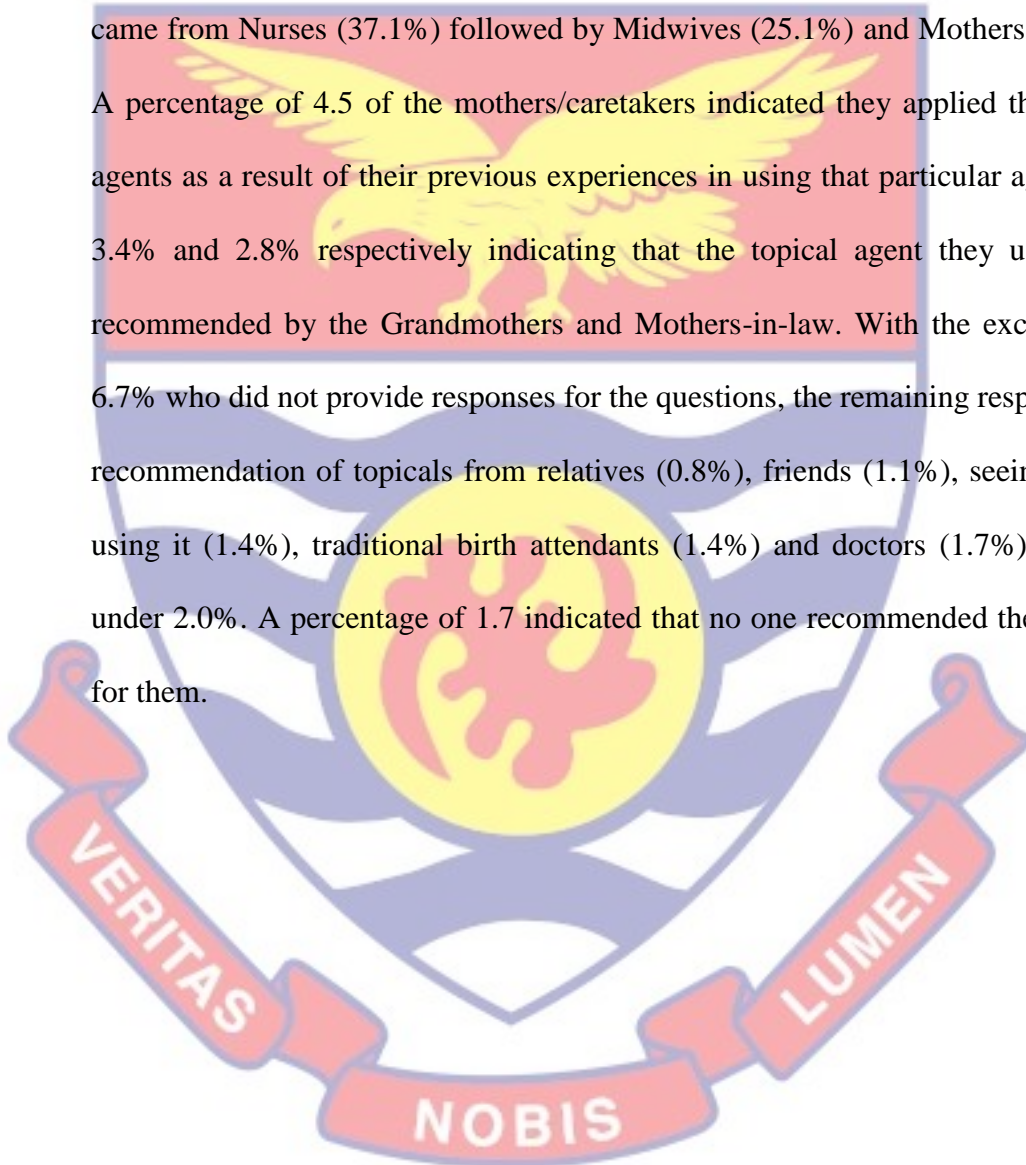 came from Nurses (37.1%) followed by Midwives (25.1%) and Mothers
A percentage of 4.5 of the mothers/caretakers indicated they applied
agents as a result of their previous experiences in using that particular
3.4% and 2.8% respectively indicating that the topical agent they
recommended by the Grandmothers and Mothers-in-law. With the
6.7% who did not provide responses for the questions, the remaining
recommendation of topicals from relatives (0.8%), friends (1.1%),
using it (1.4%), traditional birth attendants (1.4%) and doctors (1.7%)
under 2.0%. A percentage of 1.7 indicated that no one recommended
for them.
VERITAS
NOBIS
LUMEN